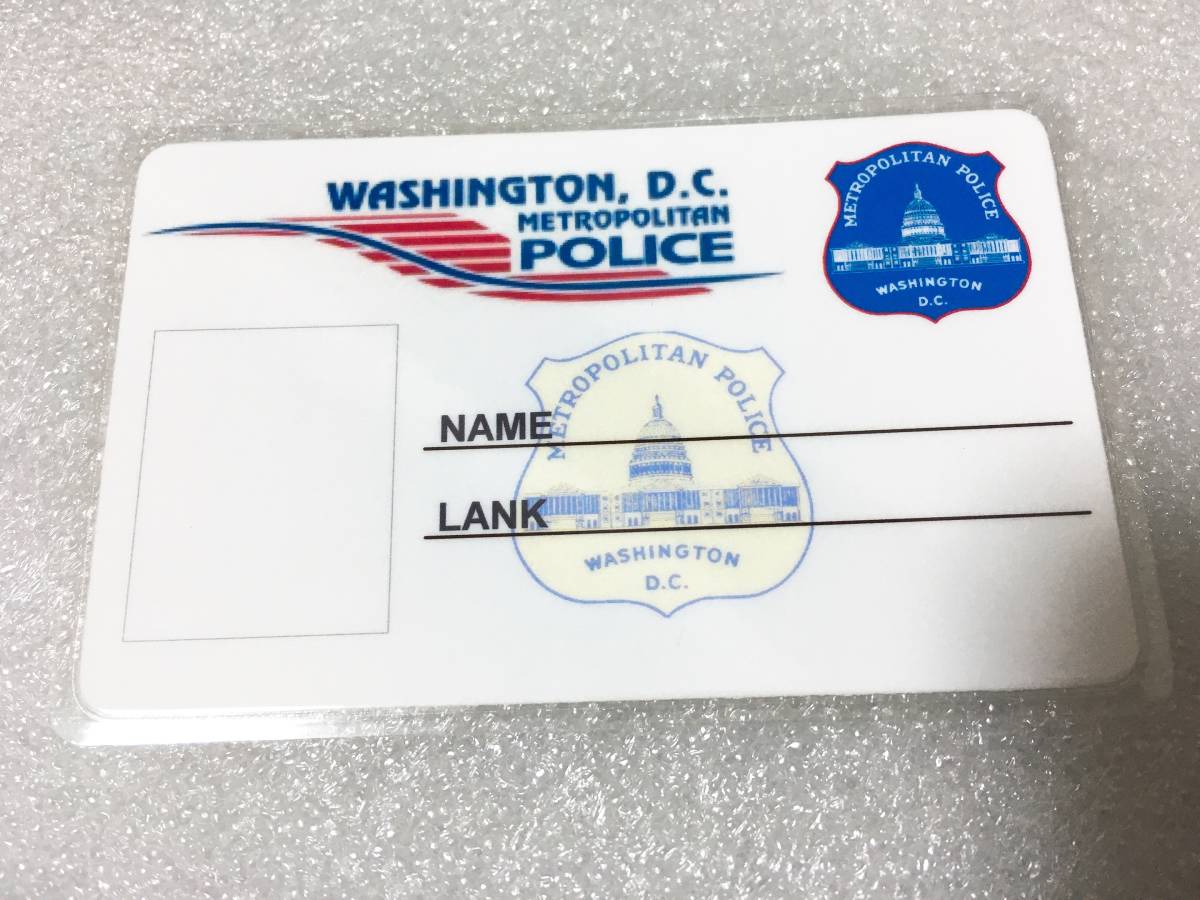 WASHINGTON, D.C.
METROPOLITAN
POLICE
METROPOLITAN POLICE
WASHINGTON
D.C.
METROPOLITAN POLICE
NAME
LANK
WASHINGTON
D.C.